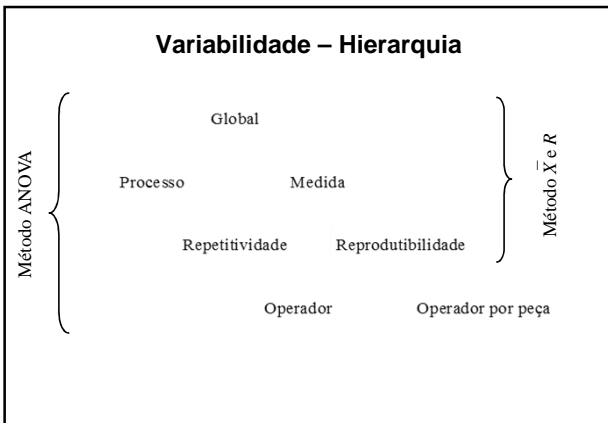 Variabilidade – Hierarquia
Global
Processo Medida
Repetitividade Reprodutibilidade
Operador Operador por peça
Método ANOVA
Método X̄ e R